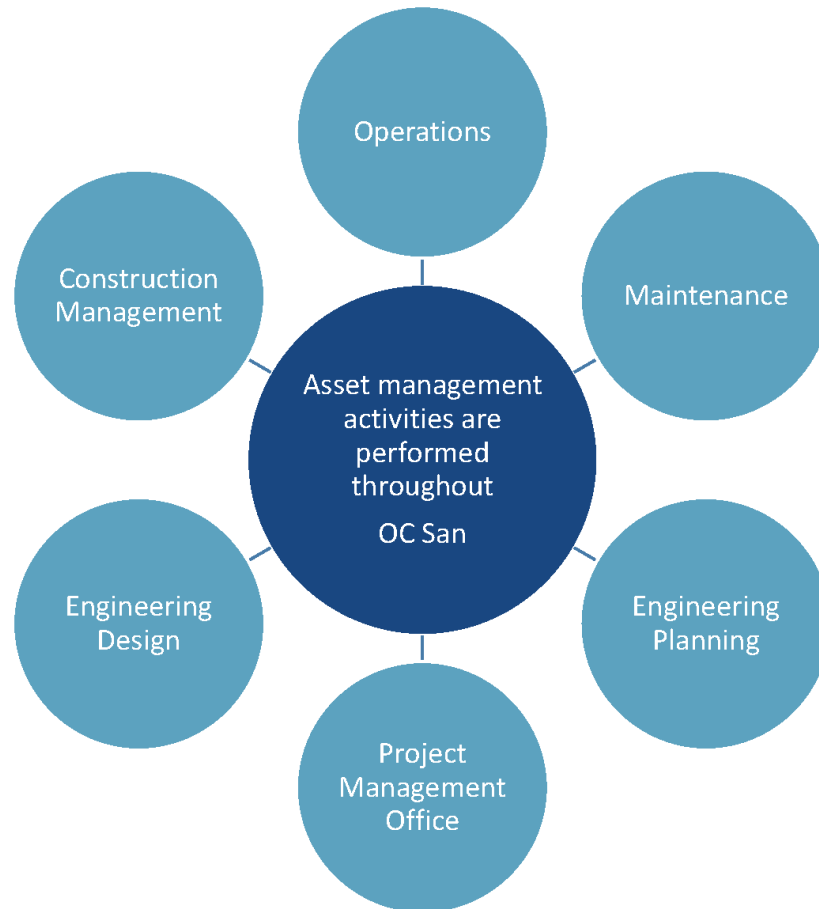 Operations
Maintenance
Engineering
Planning
Project
Management
Office
Engineering
Design
Construction
Management
Asset management
activities are
performed
throughout
OC San